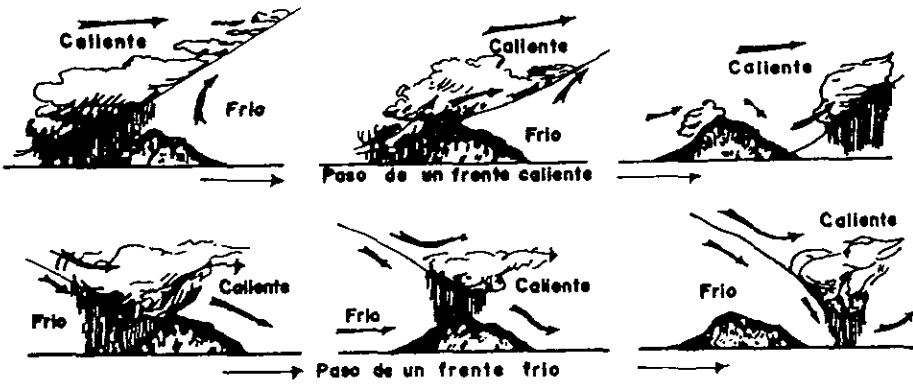 Caliente
Frio
Caliente
Frio
Caliente
Paso de un frente caliente
Frio
Caliente
Frio
Caliente
Frio
Caliente
Paso de un frente frio